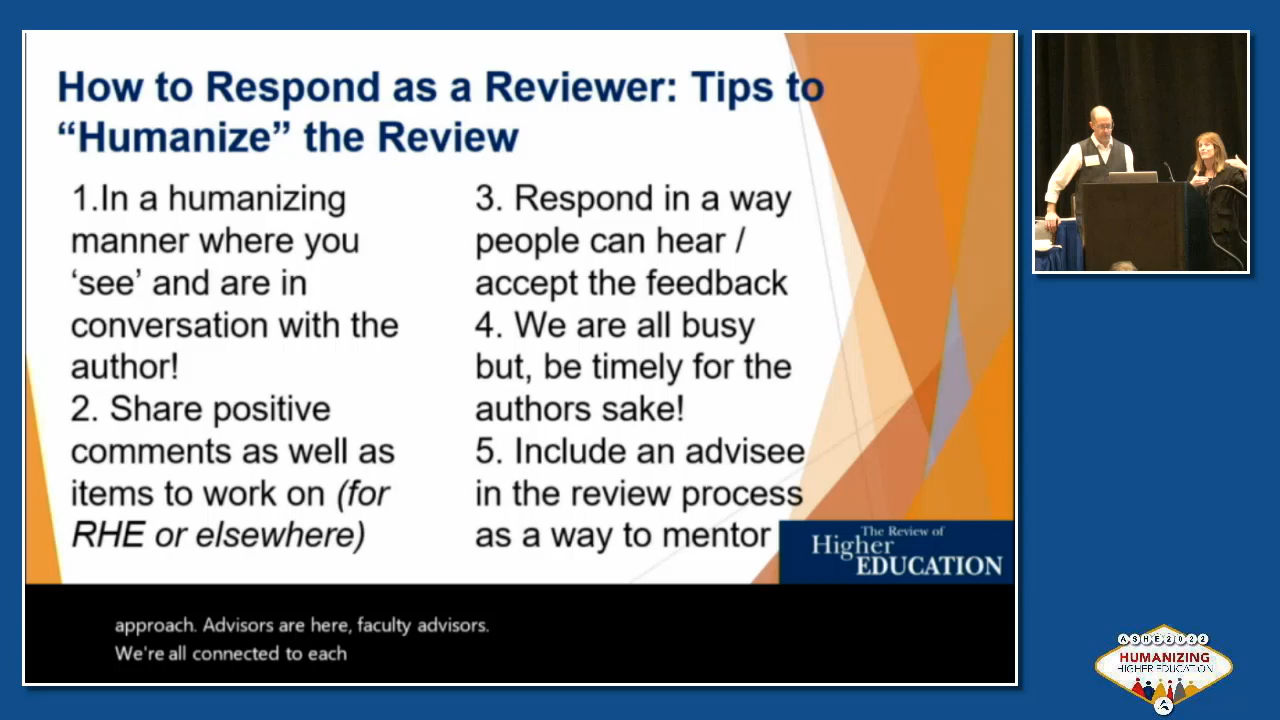 How to Respond as a Reviewer: Tips to
“Humanize” the Review
1.In a humanizing
manner where you
‘see’ and are in
conversation with the
author!
2. Share positive
comments as well as
items to work on (for
RHE or elsewhere)
3. Respond in a way
people can hear /
accept the feedback
4. We are all busy
but, be timely for the
authors sake!
5. Include an advisee
in the review process
as a way to mentor
The Review of
Higher
EDUCATION
approach. Advisors are here, faculty advisors.
We're all connected to each
ASHE2022
HUMANIZING
HIGHER EDUCATION
A